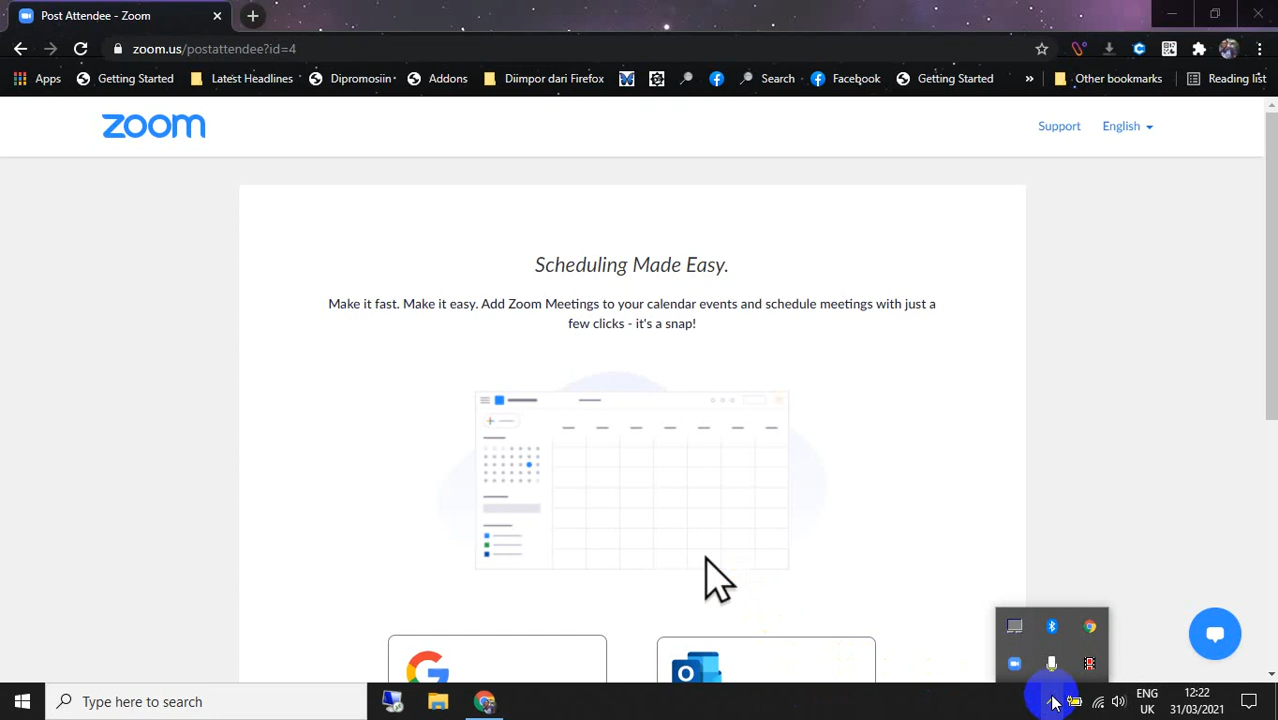 Post Attendee - Zoom
zoom.us/postattendee?id=4
Apps Getting Started Latest Headlines Dipromosiin Addons Diimpor dari Firefox Search Facebook Getting Started » Other bookmarks Reading list
zoom
Support English
Scheduling Made Easy.
Make it fast. Make it easy. Add Zoom Meetings to your calendar events and schedule meetings with just a
few clicks - it's a snap!
Type here to search
ENG 12:22
UK 31/03/2021